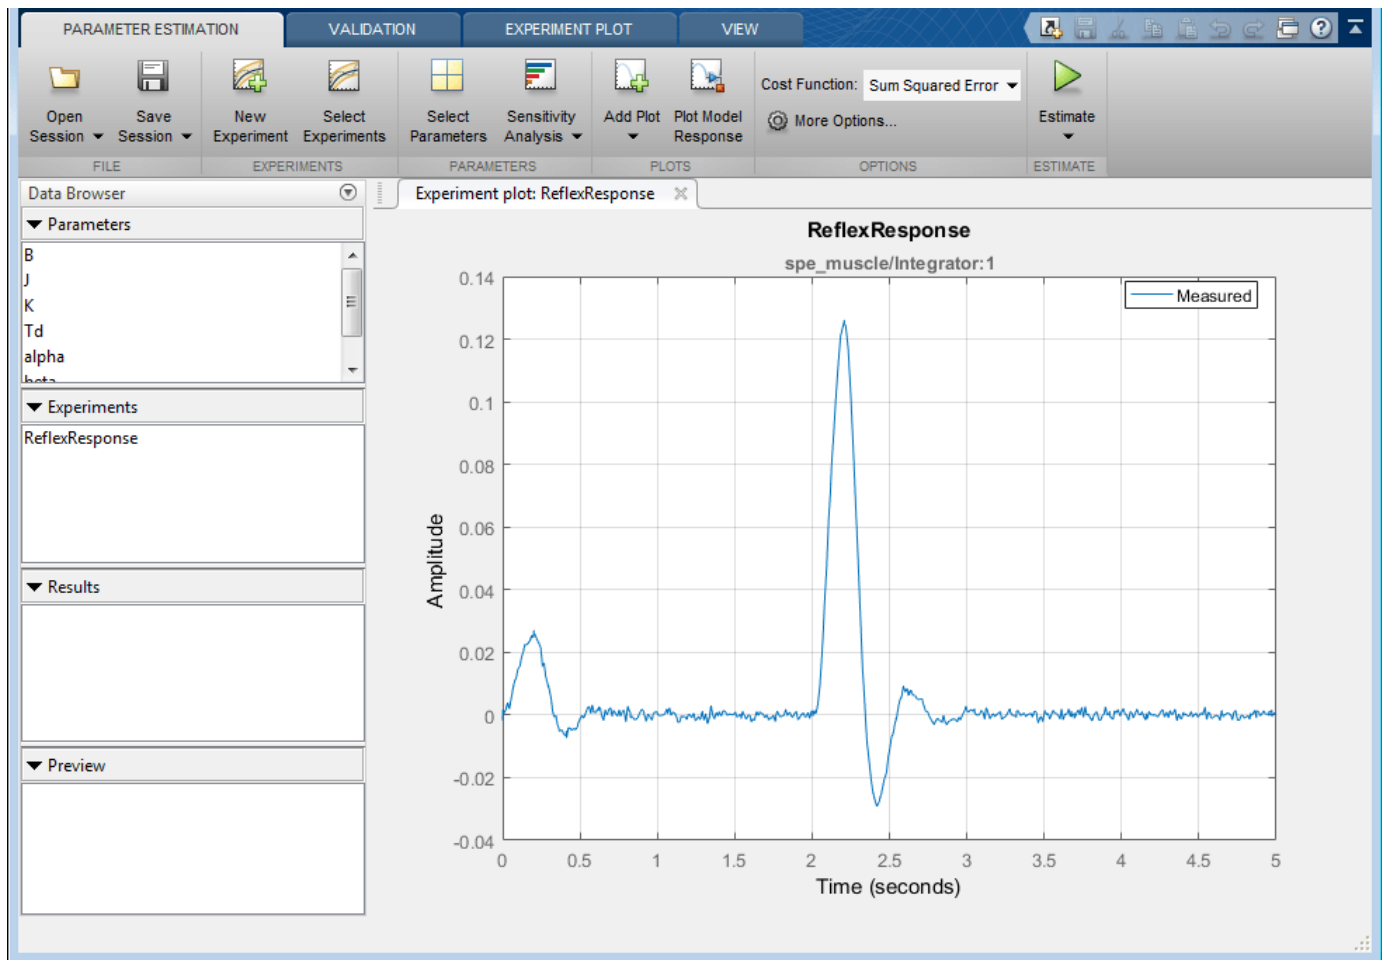 PARAMETER ESTIMATION
VALIDATION
EXPERIMENT PLOT
VIEW
Open
Session
Save
Session
New
Experiment
Select
Experiments
Select
Parameters
Sensitivity
Analysis
Add Plot
Plot Model
Response
Cost Function: Sum Squared Error
More Options...
Estimate
FILE
EXPERIMENTS
PARAMETERS
PLOTS
OPTIONS
ESTIMATE
Data Browser
Parameters
B
J
K
Td
alpha
beta
Experiments
ReflexResponse
Results
Preview
Experiment plot: ReflexResponse
ReflexResponse
spe_muscle/Integrator:1
Measured
Amplitude
0.14
0.12
0.1
0.08
0.06
0.04
0.02
0
-0.02
-0.04
0 0.5 1 1.5 2 2.5 3 3.5 4 4.5 5
Time (seconds)